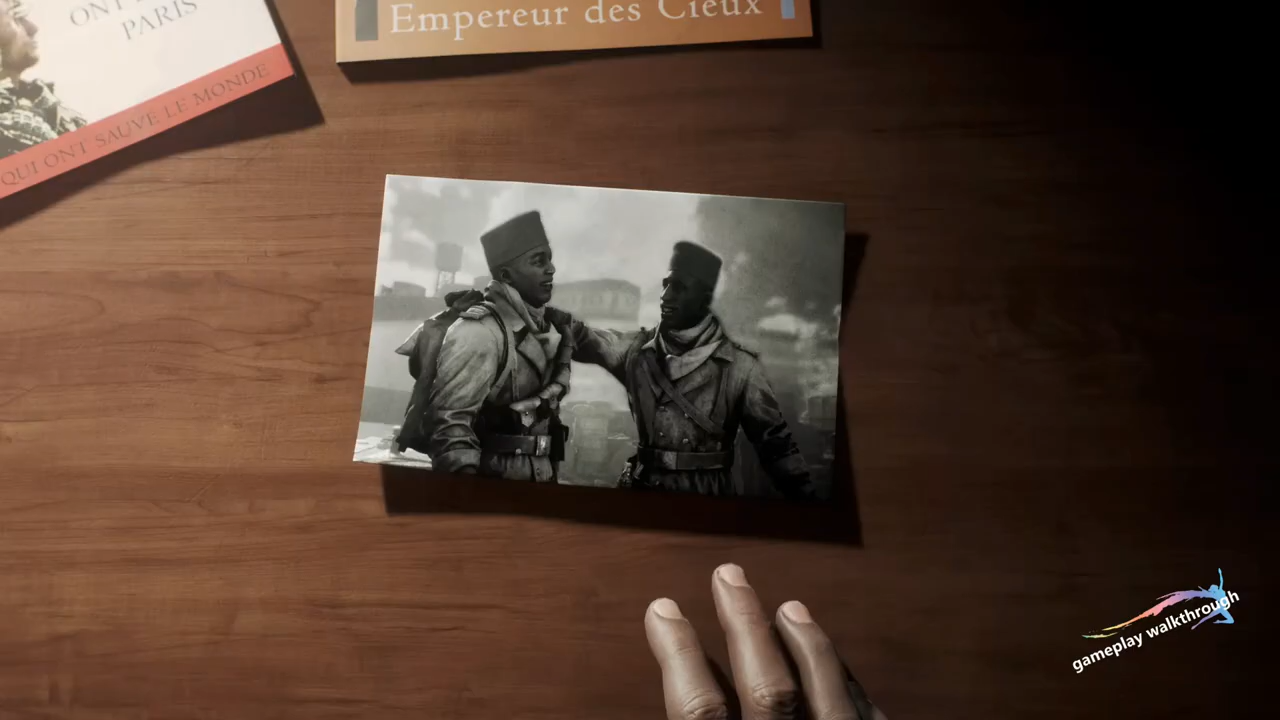 ONT
PARIS
QUI ONT SAUVÉ LE MONDE
Empereur des Cieux
gameplay walkthrough